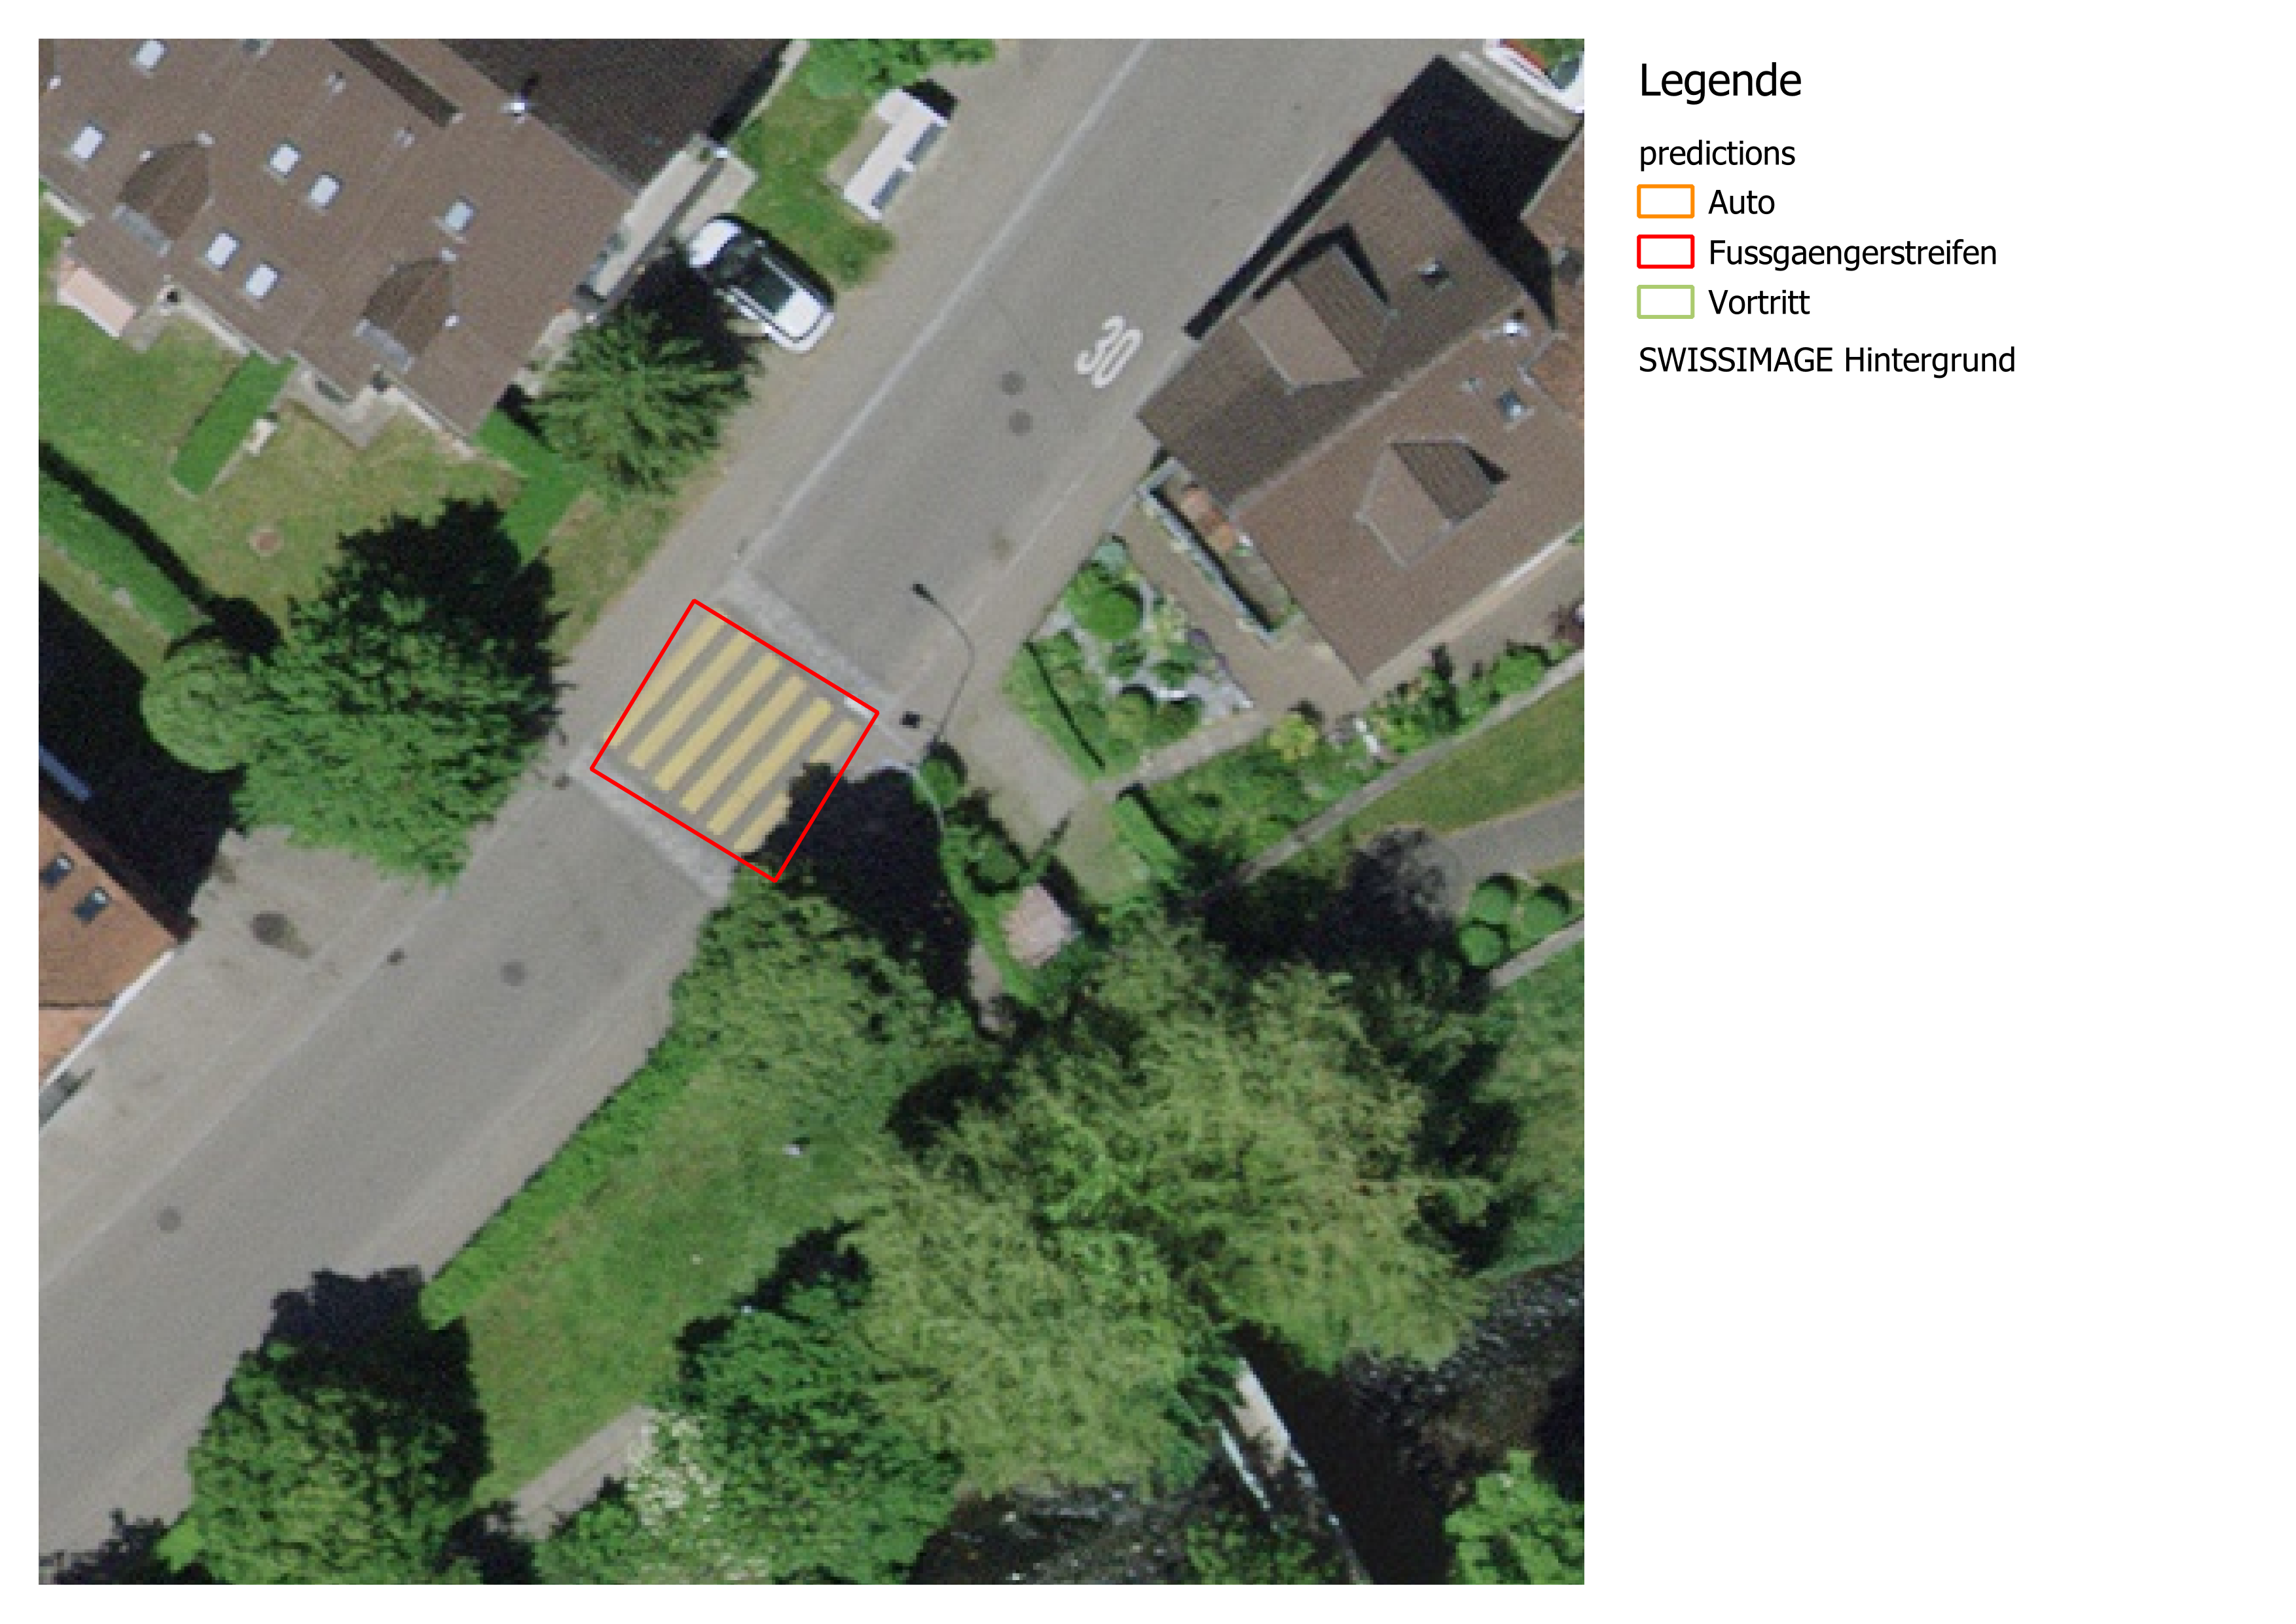 Legende
predictions
Auto
Fussgaengerstreifen
Vortritt
SWISSIMAGE Hintergrund
30